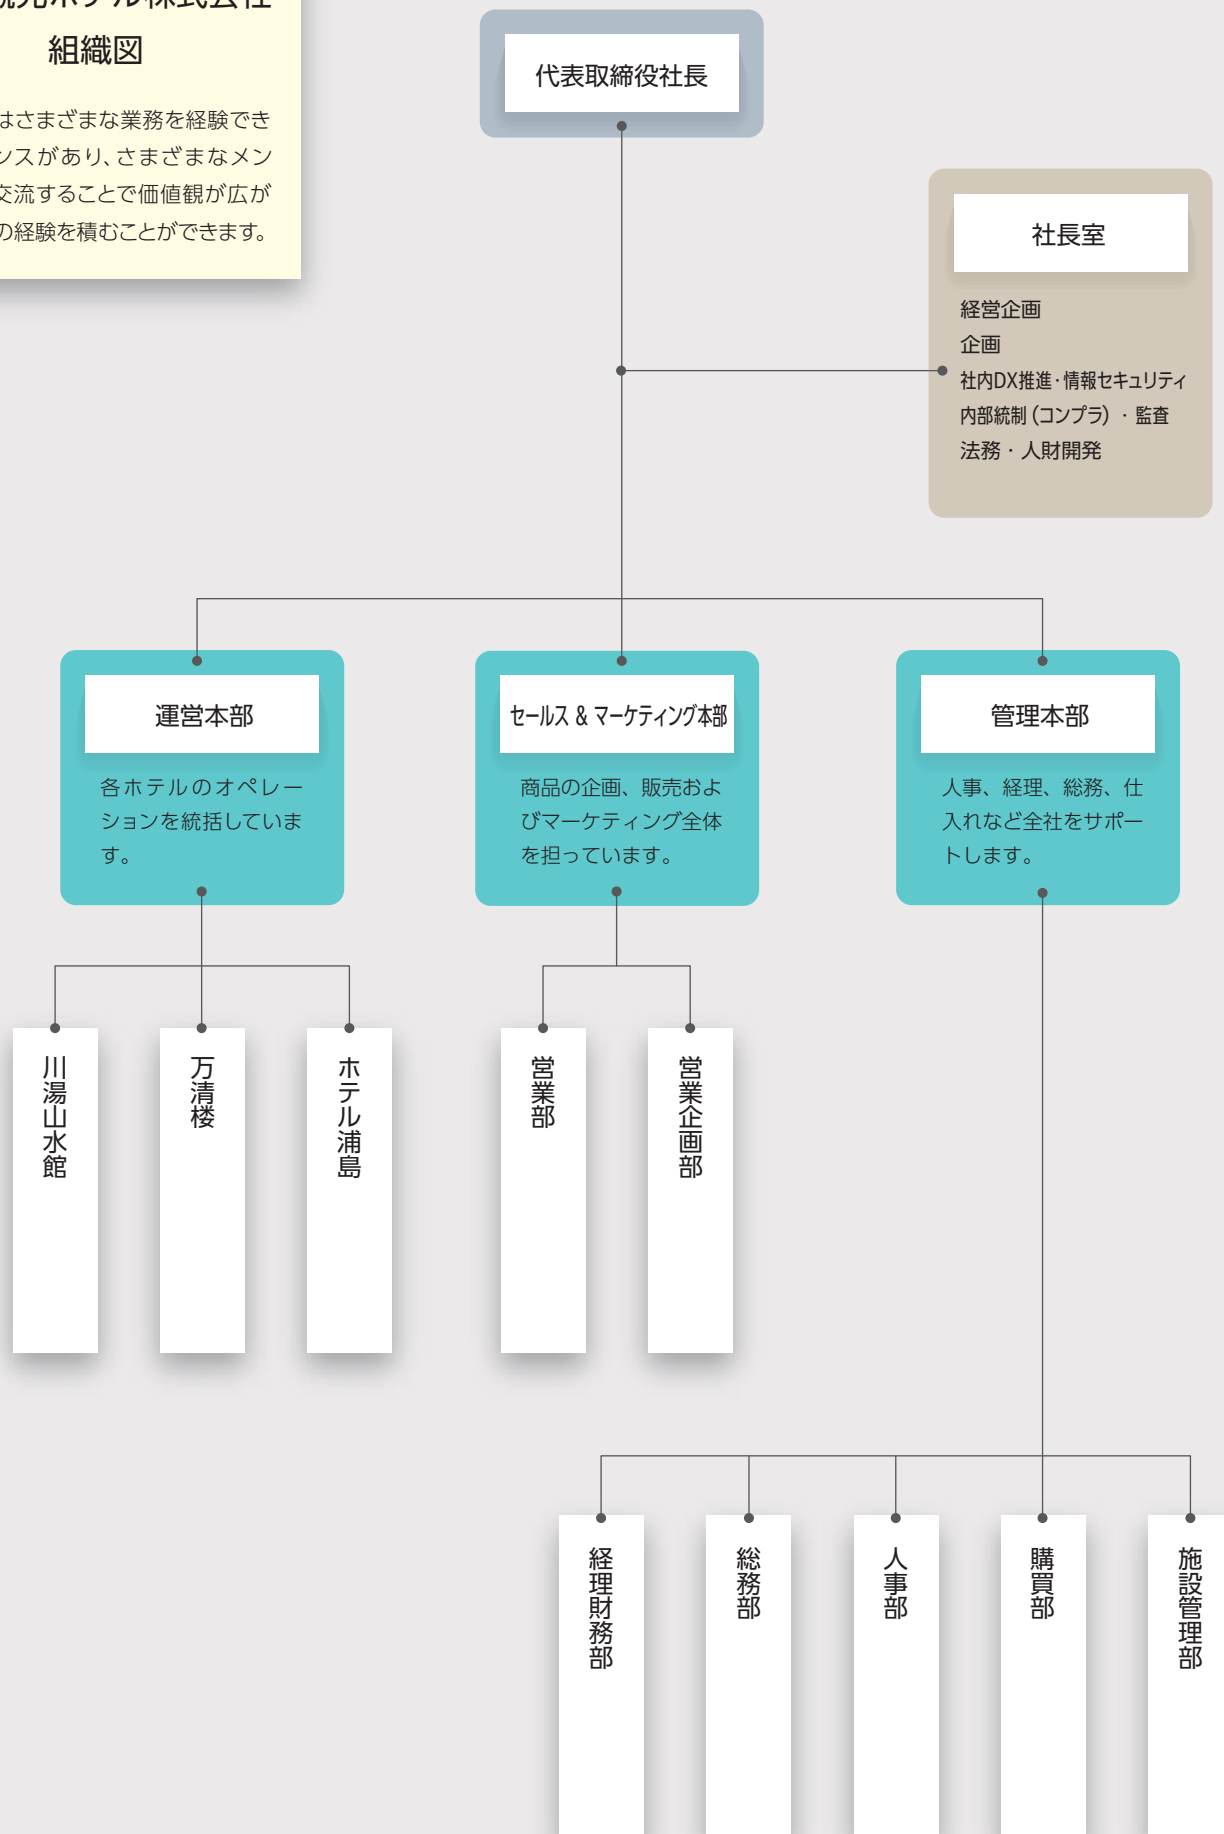 観光ホテル株式会社
組織図
はさまざまな業務を経験でき
ンスがあり、さまざまなメン
交流することで価値観が広が
の経験を積むことができます。
代表取締役社長
社長室
経営企画
企画
社内DX推進・情報セキュリティ
内部統制（コンプラ）・監査
法務・人財開発
運営本部
各ホテルのオペレー
ションを統括していま
す。
セールス & マーケティング本部
商品の企画、販売およ
びマーケティング全体
を担っています。
管理本部
人事、経理、総務、仕
入れなど全社をサポー
トします。
川湯山水館
万清楼
ホテル浦島
営業部
営業企画部
経理財務部
総務部
人事部
購買部
施設管理部